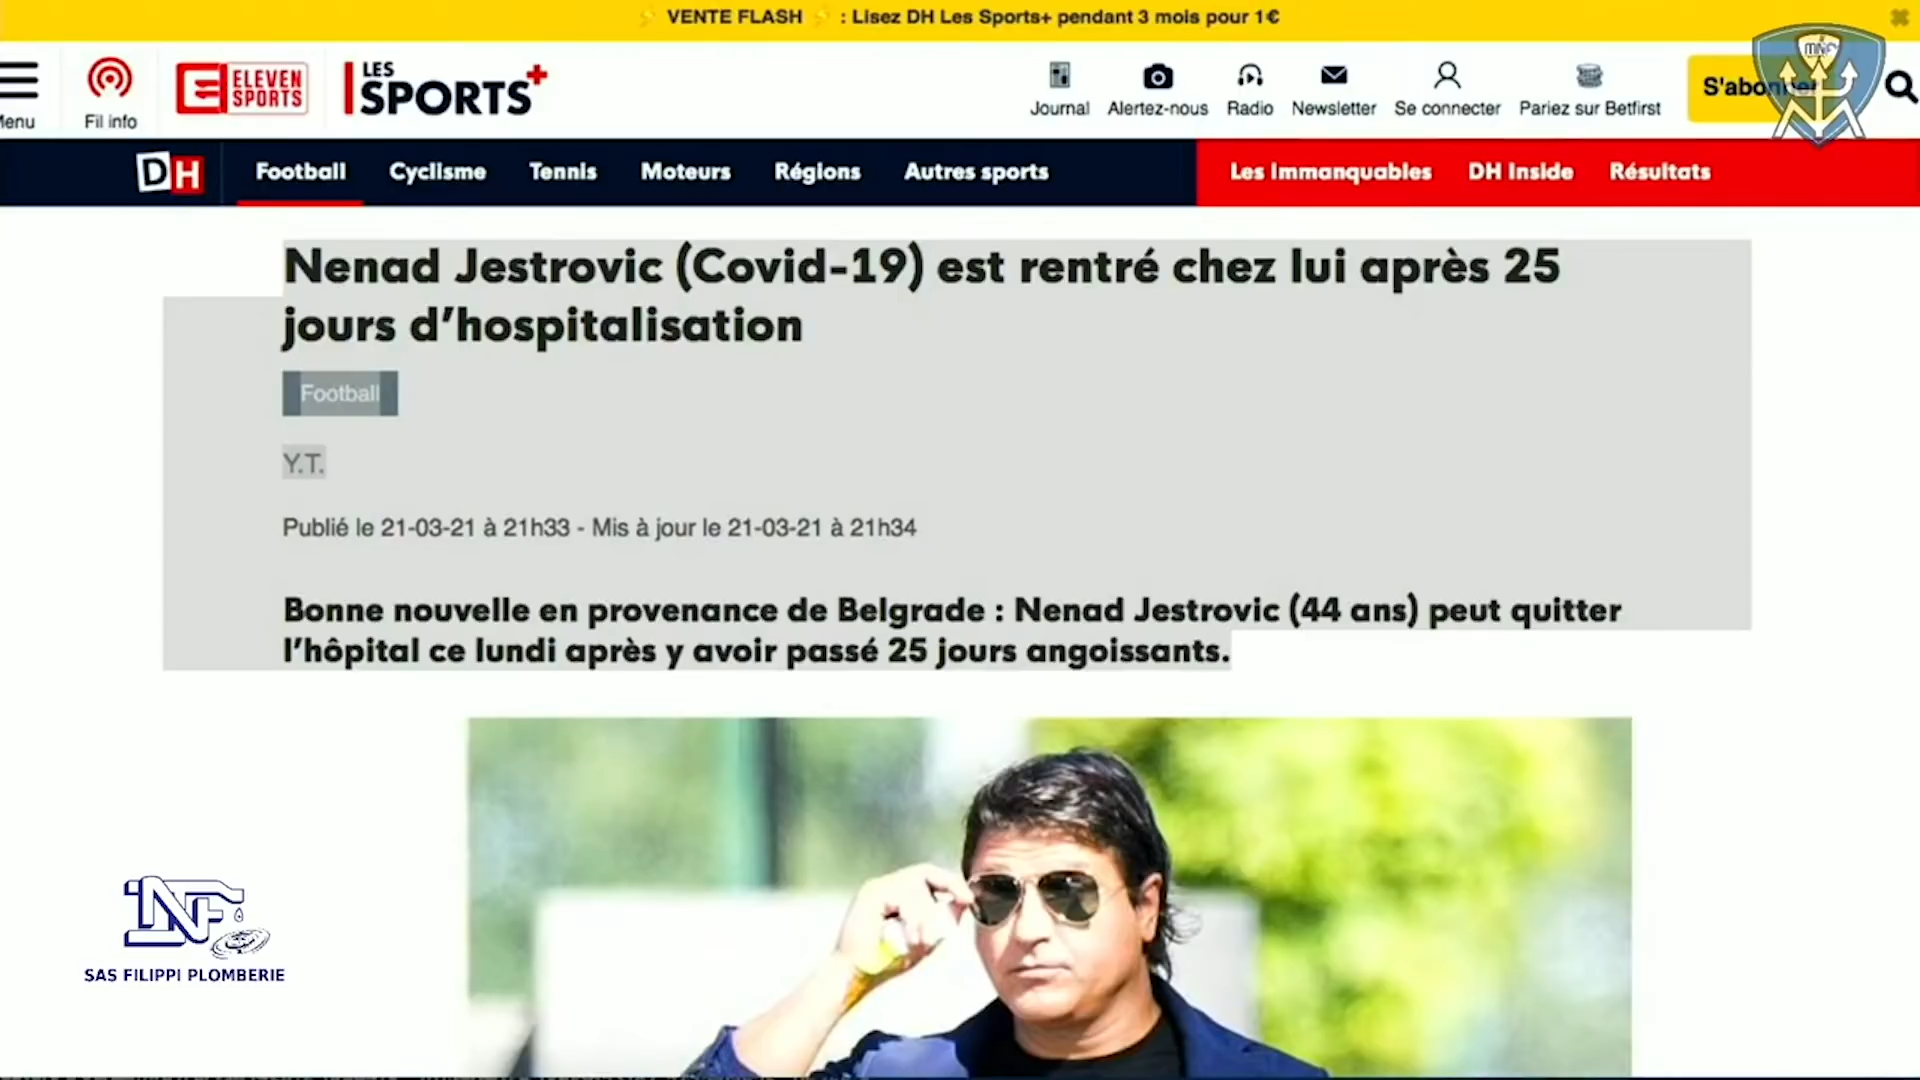 VENTE FLASH : Lisez DH Les Sports+ pendant 3 mois pour 1€
Menu
Fil info
ELEVEN
SPORTS
LES
SPORTS+
Journal
Alertez-nous
Radio
Newsletter
Se connecter
Pariez sur Betfirst
S'abonner
MNF
DH
Football
Cyclisme
Tennis
Moteurs
Régions
Autres sports
Les Immanquables
DH Inside
Résultats
Nenad Jestrovic (Covid-19) est rentré chez lui après 25
jours d’hospitalisation
Football
Y.T.
Publié le 21-03-21 à 21h33 - Mis à jour le 21-03-21 à 21h34
Bonne nouvelle en provenance de Belgrade : Nenad Jestrovic (44 ans) peut quitter
l’hôpital ce lundi après y avoir passé 25 jours angoissants.
NF
SAS FILIPPI PLOMBERIE